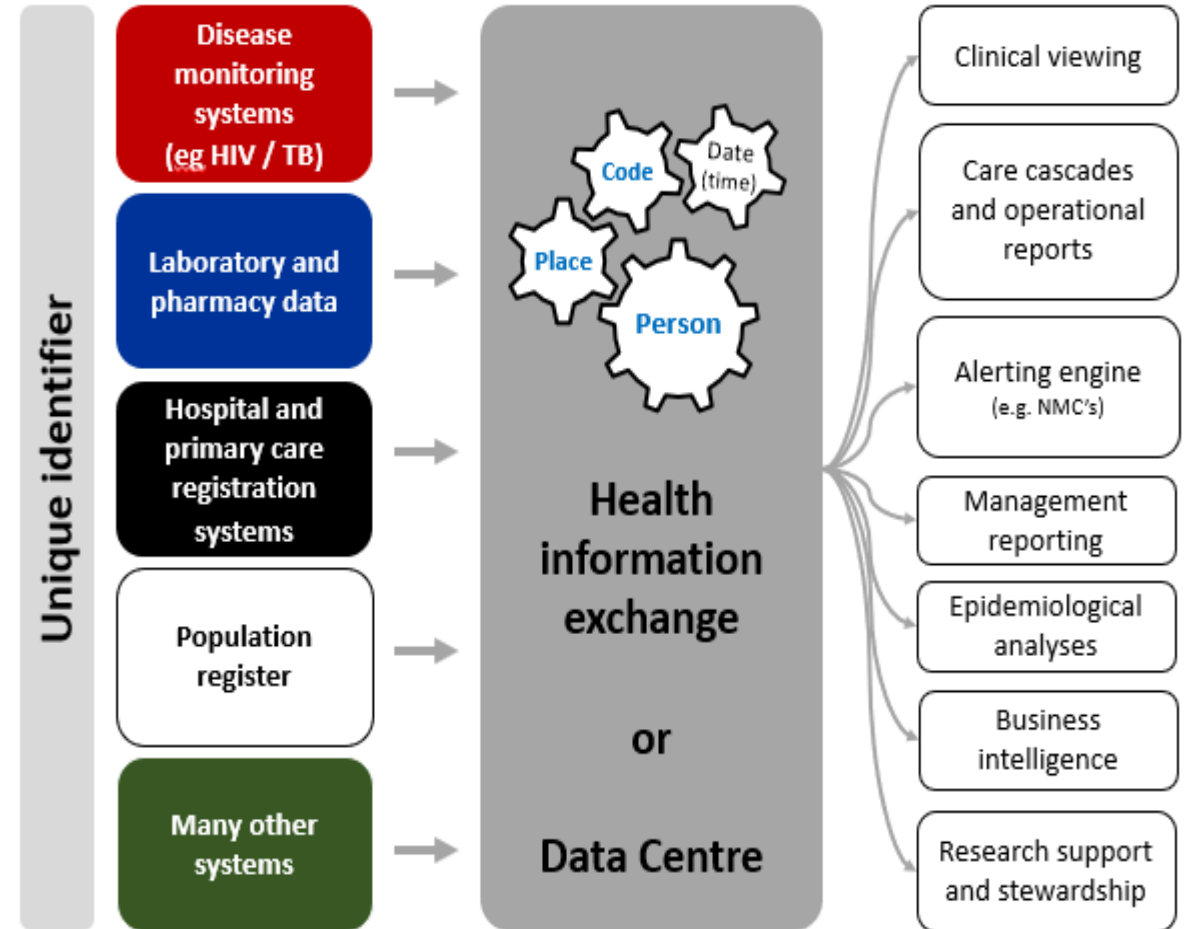 Unique identifier
Disease
monitoring
systems
(eg HIV / TB)
Laboratory and
pharmacy data
Hospital and
primary care
registration
systems
Population
register
Many other
systems
Code
Date
(time)
Place
Person
Health
information
exchange
or
Data Centre
Clinical viewing
Care cascades
and operational
reports
Alerting engine
(e.g. NMC's)
Management
reporting
Epidemiological
analyses
Business
intelligence
Research support
and stewardship